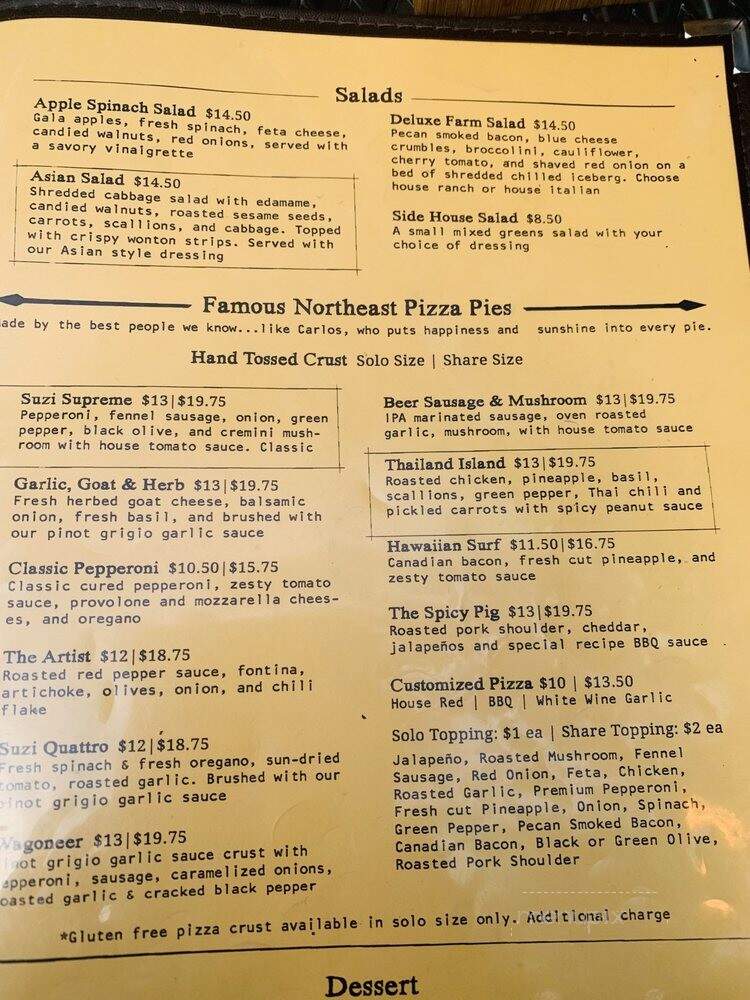 Salads
Apple Spinach Salad $14.50
Gala apples, fresh spinach, feta cheese,
candied walnuts, red onions, served with
a savory vinaigrette
Asian Salad $14.50
Shredded cabbage salad with edamame,
candied walnuts, roasted sesame seeds,
carrots, scallions, and cabbage. Topped
with crispy wonton strips. Served with
our Asian style dressing
Deluxe Farm Salad $14.50
Pecan smoked bacon, blue cheese
crumbles, broccolini, cauliflower,
cherry tomato, and shaved red onion on a
bed of shredded chilled iceberg. Choose
house ranch or house italian
Side House Salad $8.50
A small mixed greens salad with your
choice of dressing
Famous Northeast Pizza Pies
ade by the best people we know...like Carlos, who puts happiness and sunshine into every pie.
Hand Tossed Crust Solo Size | Share Size
Suzi Supreme $13|$19.75
Pepperoni, fennel sausage, onion, green
pepper, black olive, and cremini mush-
room with house tomato sauce. Classic
Garlic, Goat & Herb $13|$19.75
Fresh herbed goat cheese, balsamic
onion, fresh basil, and brushed with
our pinot grigio garlic sauce
Classic Pepperoni $10.50|$15.75
Classic cured pepperoni, zesty tomato
sauce, provolone and mozzarella chees-
es, and oregano
The Artist $12|$18.75
Roasted red pepper sauce, fontina,
artichoke, olives, onion, and chili
flake
Suzi Quattro $12|$18.75
Fresh spinach & fresh oregano, sun-dried
tomato, roasted garlic. Brushed with our
pinot grigio garlic sauce
Wagoneer $13|$19.75
pinot grigio garlic sauce crust with
epperoni, sausage, caramelized onions,
oasted garlic & cracked black pepper
Beer Sausage & Mushroom $13|$19.75
IPA marinated sausage, oven roasted
garlic, mushroom, with house tomato sauce
Thailand Island $13|$19.75
Roasted chicken, pineapple, basil,
scallions, green pepper, Thai chili and
pickled carrots with spicy peanut sauce
Hawaiian Surf $11.50|$16.75
Canadian bacon, fresh cut pineapple, and
zesty tomato sauce
The Spicy Pig $13|$19.75
Roasted pork shoulder, cheddar,
jalapeños and special recipe BBQ sauce
Customized Pizza $10 | $13.50
House Red | BBQ | White Wine Garlic
Solo Topping: $1 ea | Share Topping: $2 ea
Jalapeño, Roasted Mushroom, Fennel
Sausage, Red Onion, Feta, Chicken,
Roasted Garlic, Premium Pepperoni,
Fresh cut Pineapple, Onion, Spinach,
Green Pepper, Pecan Smoked Bacon,
Canadian Bacon, Black or Green Olive,
Roasted Pork Shoulder
*Gluten free pizza crust available in solo size only. Additional charge
Dessert